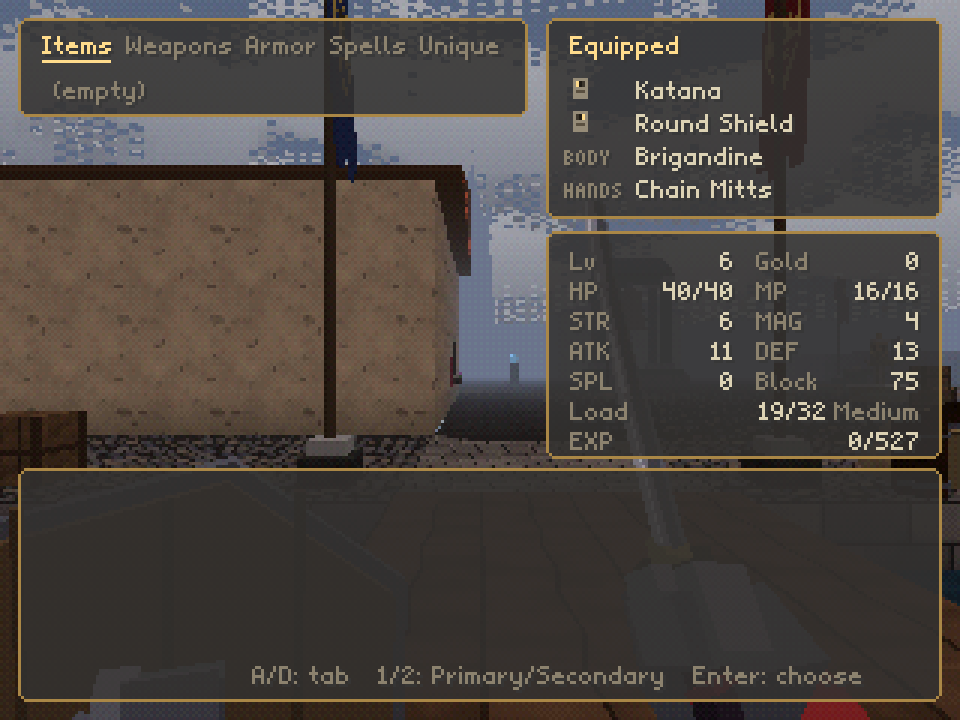 Items Weapons Armor Spells Unique
(empty)
Equipped
Katana
Round Shield
BODY Brigandine
HANDS Chain Mitts
Lv 6 Gold 0
HP 40/40 MP 16/16
STR 6 MAG 4
ATK 11 DEF 13
SPL 0 Block 75
Load 19/32 Medium
EXP 0/527
A/D: tab 1/2: Primary/Secondary Enter: choose